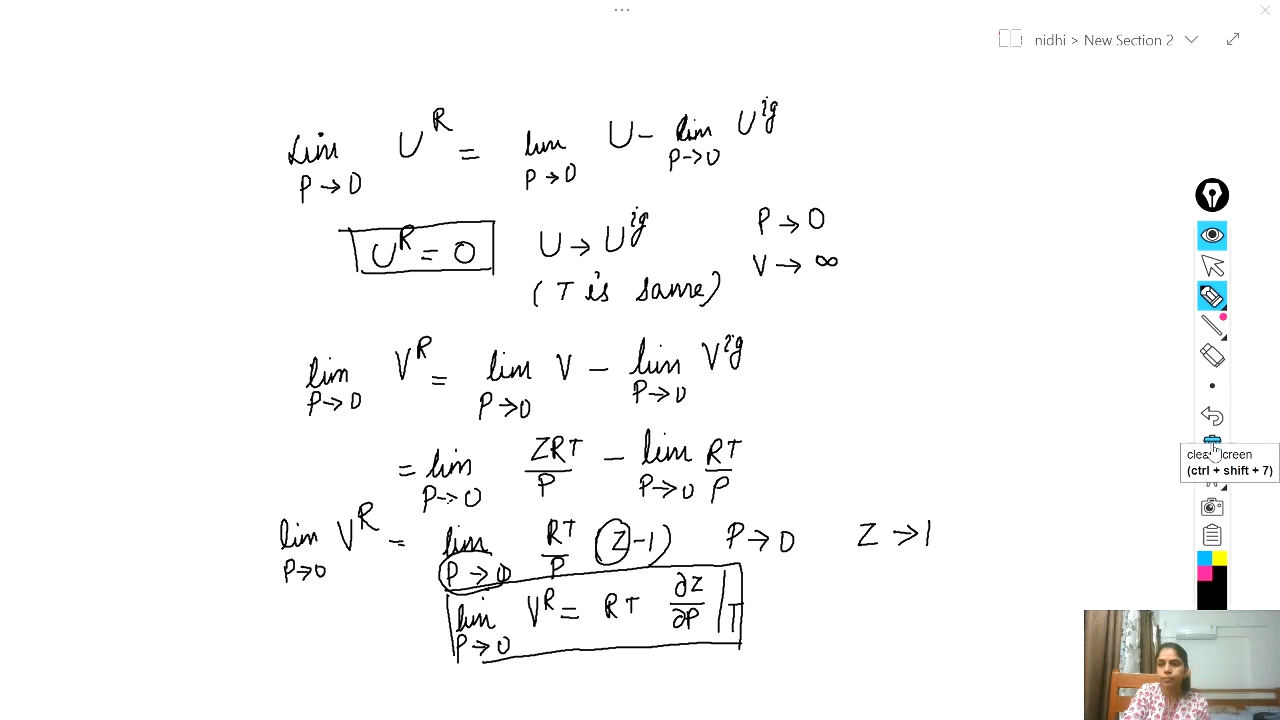 nidhi > New Section 2
Lim P→0 U^R = lim P→0 U - lim P→0 U^ig
U^R = 0 U → U^ig P → 0
(T is same) V → ∞
lim P→0 V^R = lim P→0 V - lim P→0 V^ig
= lim P→0 ZRT/P - lim P→0 RT/P
lim P→0 V^R = lim P→0 RT/P (Z-1) P → 0 Z → 1
lim P→0 V^R = RT ∂Z/∂P |T
(ctrl + shift + 7)